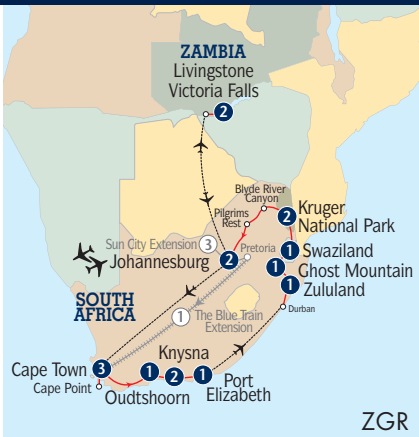 ZAMBIA
Livingstone
Victoria Falls
2
Blyde River
Canyon
Pilgrims
Rest
2
Kruger
National Park
Sun City Extension
3
Pretoria
Johannesburg
2
1
Swaziland
1
Ghost Mountain
1
Zululand
Durban
SOUTH
AFRICA
1
The Blue Train
Extension
Cape Town
3
Cape Point
1
Oudtshoorn
Knysna
2
1
Port
Elizabeth
ZGR